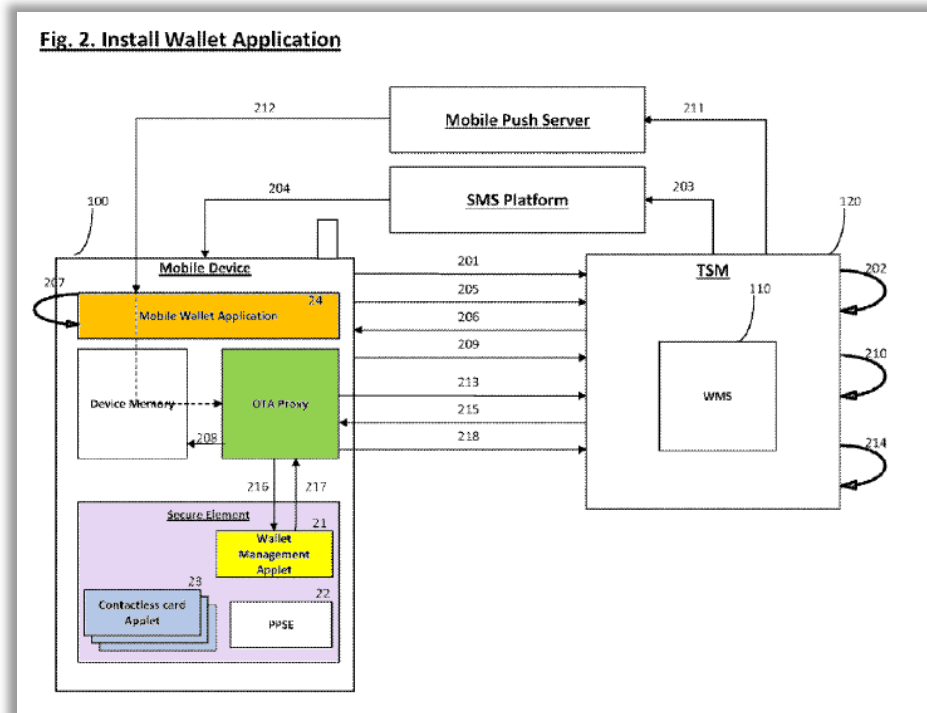 Fig. 2. Install Wallet Application
212
211
Mobile Push Server
204
203
100
SMS Platform
120
Mobile Device
201
TSM
202
207
24
Mobile Wallet Application
205
206
110
209
210
Device Memory
OTA Proxy
213
WMS
215
208
218
214
216
217
Secure Element
21
Wallet
Management
Applet
23
22
Contactless card
Applet
PPSE